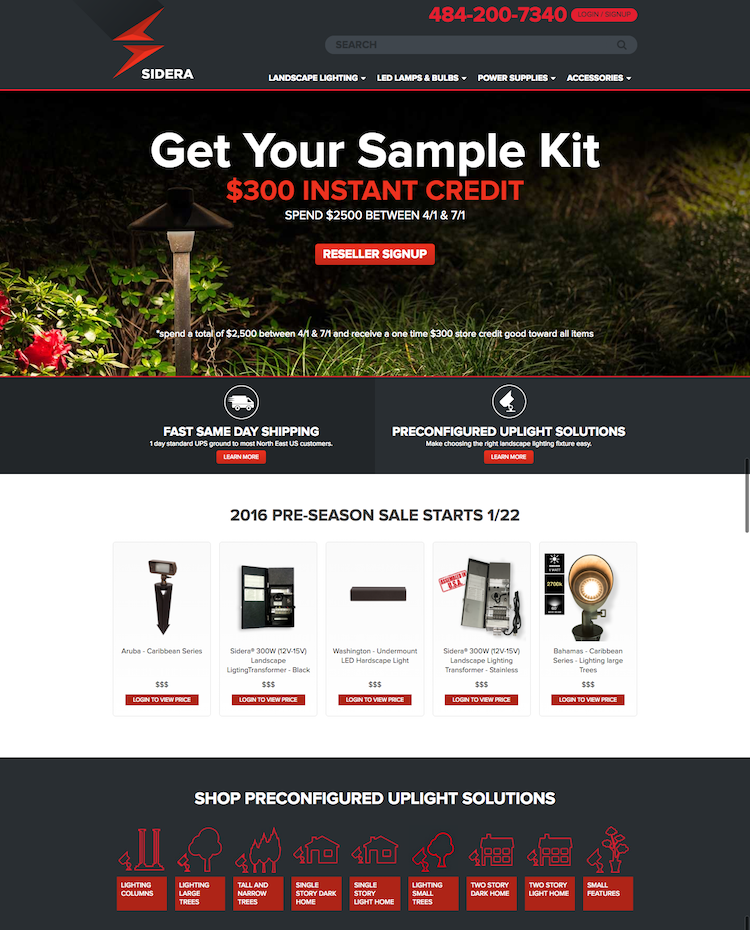 484-200-7340
LOGIN / SIGNUP
SEARCH
SIDERA
LANDSCAPE LIGHTING
LED LAMPS & BULBS
POWER SUPPLIES
ACCESSORIES
Get Your Sample Kit
$300 INSTANT CREDIT
SPEND $2500 BETWEEN 4/1 & 7/1
RESELLER SIGNUP
*spend a total of $2,500 between 4/1 & 7/1 and receive a one time $300 store credit good toward all items
FAST SAME DAY SHIPPING
1 day standard UPS ground to most North East US customers.
LEARN MORE
PRECONFIGURED UPLIGHT SOLUTIONS
Make choosing the right landscape lighting fixture easy.
LEARN MORE
2016 PRE-SEASON SALE STARTS 1/22
Aruba - Caribbean Series
$$$
LOGIN TO VIEW PRICE
Sidera® 300W (12V-15V)
Landscape
LigtingTransformer - Black
$$$
LOGIN TO VIEW PRICE
Washington - Undermount
LED Hardscape Light
$$$
LOGIN TO VIEW PRICE
ASSEMBLED IN
U.S.A.
Sidera® 300W (12V-15V)
Landscape Lighting
Transformer - Stainless
$$$
LOGIN TO VIEW PRICE
2700k
Bahamas - Caribbean
Series - Lighting large
Trees
$$$
LOGIN TO VIEW PRICE
SHOP PRECONFIGURED UPLIGHT SOLUTIONS
LIGHTING
COLUMNS
LIGHTING
LARGE
TREES
TALL AND
NARROW
TREES
SINGLE
STORY DARK
HOME
SINGLE
STORY
LIGHT HOME
LIGHTING
SMALL
TREES
TWO STORY
DARK HOME
TWO STORY
LIGHT HOME
SMALL
FEATURES